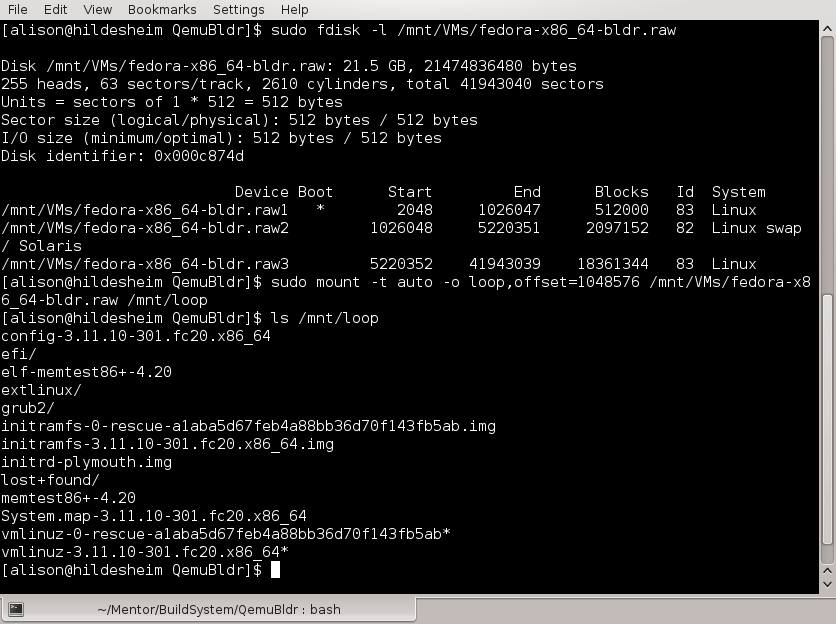 File Edit View Bookmarks Settings Help
[alison@hildesheim QemuBldr]$ sudo fdisk -l /mnt/VMs/fedora-x86_64-bldr.raw
Disk /mnt/VMs/fedora-x86_64-bldr.raw: 21.5 GB, 21474836480 bytes
255 heads, 63 sectors/track, 2610 cylinders, total 41943040 sectors
Units = sectors of 1 * 512 = 512 bytes
Sector size (logical/physical): 512 bytes / 512 bytes
I/O size (minimum/optimal): 512 bytes / 512 bytes
Disk identifier: 0x000c874d
Device Boot Start End Blocks Id System
/mnt/VMs/fedora-x86_64-bldr.raw1 * 2048 1026047 512000 83 Linux
/mnt/VMs/fedora-x86_64-bldr.raw2 1026048 5220351 2097152 82 Linux swap
/ Solaris
/mnt/VMs/fedora-x86_64-bldr.raw3 5220352 41943039 18361344 83 Linux
[alison@hildesheim QemuBldr]$ sudo mount -t auto -o loop,offset=1048576 /mnt/VMs/fedora-x8
6_64-bldr.raw /mnt/loop
[alison@hildesheim QemuBldr]$ ls /mnt/loop
config-3.11.10-301.fc20.x86_64
efi/
elf-memtest86+-4.20
extlinux/
grub2/
initramfs-0-rescue-a1aba5d67feb4a88bb36d70f143fb5ab.img
initramfs-3.11.10-301.fc20.x86_64.img
initrd-plymouth.img
lost+found/
memtest86+-4.20
System.map-3.11.10-301.fc20.x86_64
vmlinuz-0-rescue-a1aba5d67feb4a88bb36d70f143fb5ab*
vmlinuz-3.11.10-301.fc20.x86_64*
[alison@hildesheim QemuBldr]$
~/Mentor/BuildSystem/QemuBldr : bash